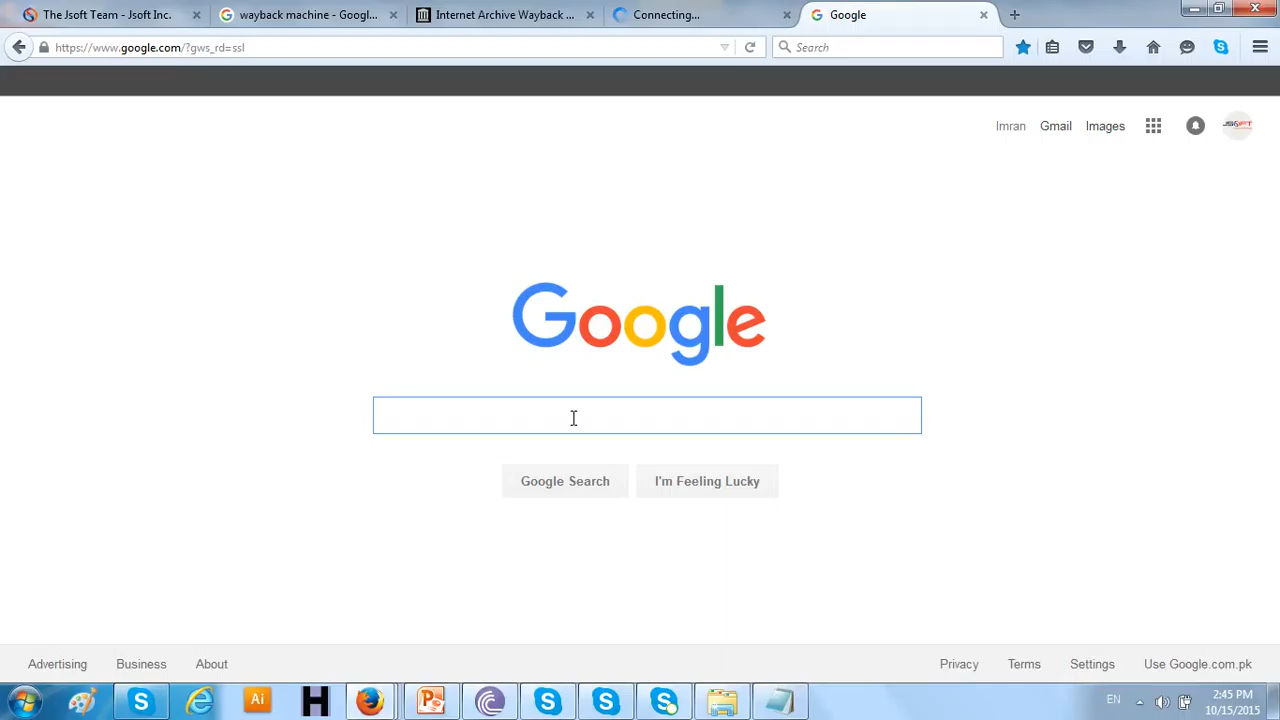 The Jsoft Team - Jsoft Inc.
wayback machine - Googl...
Internet Archive Wayback ...
Connecting...
Google
https://www.google.com/?gws_rd=ssl
Search
Imran
Gmail
Images
JSOFT
Google
Google Search
I'm Feeling Lucky
Advertising
Business
About
Privacy
Terms
Settings
Use Google.com.pk
Ai
H
EN
2:45 PM
10/15/2015